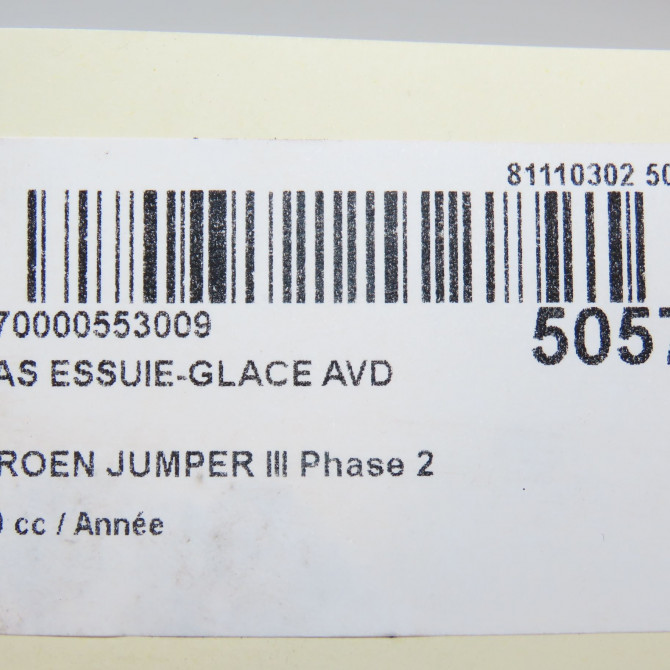 81110302 50
70000553009
5057
AS ESSUIE-GLACE AVD
ROEN JUMPER III Phase 2
cc / Année